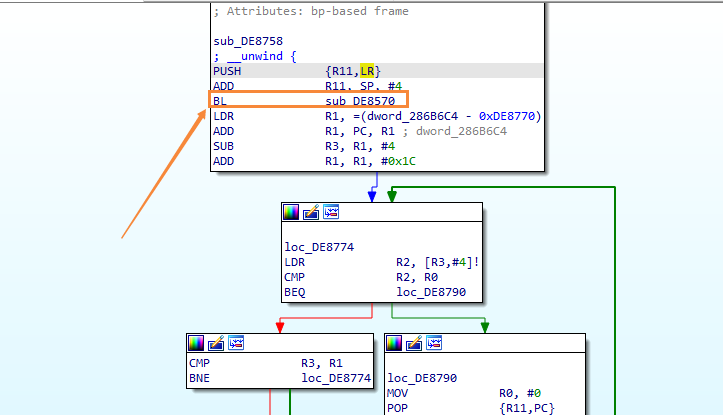 ; Attributes: bp-based frame
sub_DE8758
; __unwind {
PUSH {R11,LR}
ADD R11, SP, #4
BL sub_DE8570
LDR R1, =(dword_286B6C4 - 0xDE8770)
ADD R1, PC, R1 ; dword_286B6C4
SUB R3, R1, #4
ADD R1, R1, #0x1C
loc_DE8774
LDR R2, [R3,#4]!
CMP R2, R0
BEQ loc_DE8790
CMP R3, R1
BNE loc_DE8774
loc_DE8790
MOV R0, #0
POP {R11,PC}